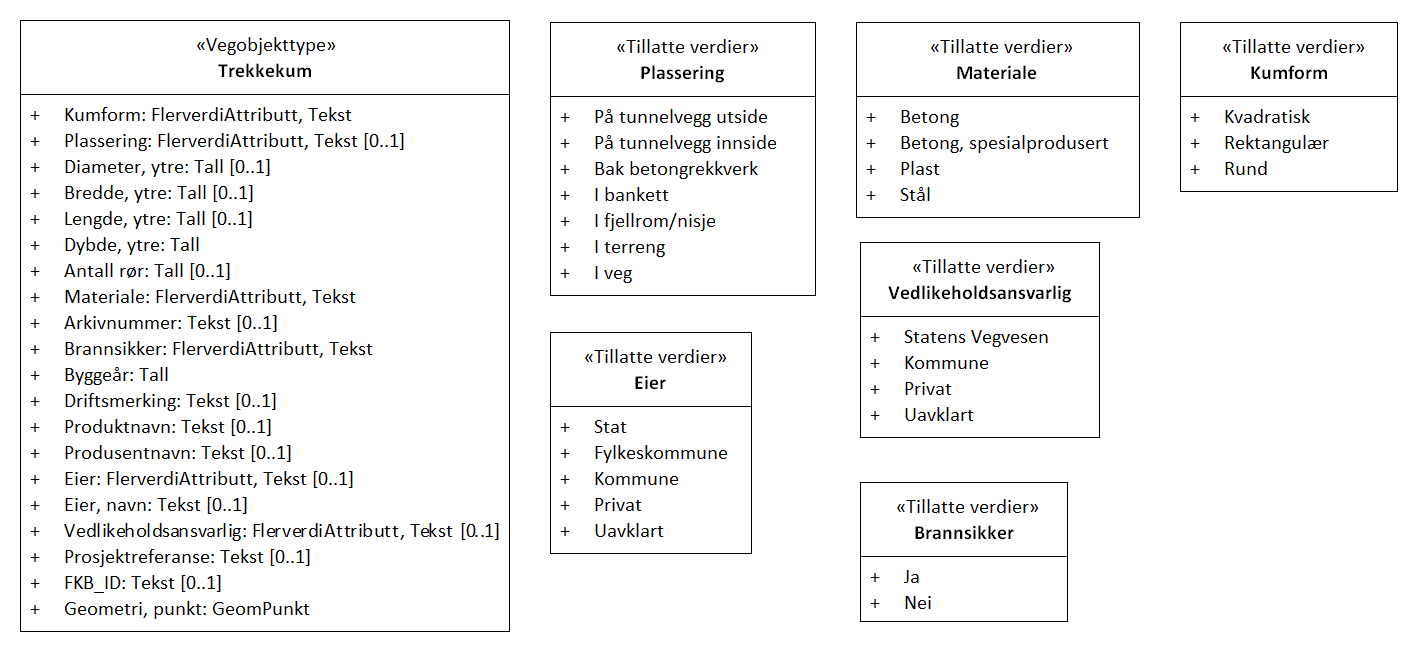 «Vegobjekttype»
Trekkekum
+ Kumform: FlerverdiAttributt, Tekst
+ Plassering: FlerverdiAttributt, Tekst [0..1]
+ Diameter, ytre: Tall [0..1]
+ Bredde, ytre: Tall [0..1]
+ Lengde, ytre: Tall [0..1]
+ Dybde, ytre: Tall
+ Antall rør: Tall [0..1]
+ Materiale: FlerverdiAttributt, Tekst
+ Arkivnummer: Tekst [0..1]
+ Brannsikker: FlerverdiAttributt, Tekst
+ Byggeår: Tall
+ Driftsmerking: Tekst [0..1]
+ Produktnavn: Tekst [0..1]
+ Produsentnavn: Tekst [0..1]
+ Eier: FlerverdiAttributt, Tekst [0..1]
+ Eier, navn: Tekst [0..1]
+ Vedlikeholdsansvarlig: FlerverdiAttributt, Tekst [0..1]
+ Prosjektreferanse: Tekst [0..1]
+ FKB_ID: Tekst [0..1]
+ Geometri, punkt: GeomPunkt
«Tillatte verdier»
Plassering
+ På tunnelvegg utside
+ På tunnelvegg innside
+ Bak betongrekkverk
+ I bankett
+ I fjellrom/nisje
+ I terreng
+ I veg
«Tillatte verdier»
Eier
+ Stat
+ Fylkeskommune
+ Kommune
+ Privat
+ Uavklart
«Tillatte verdier»
Materiale
+ Betong
+ Betong, spesialprodusert
+ Plast
+ Stål
«Tillatte verdier»
Vedlikeholdsansvarlig
+ Statens Vegvesen
+ Kommune
+ Privat
+ Uavklart
«Tillatte verdier»
Brannsikker
+ Ja
+ Nei
«Tillatte verdier»
Kumform
+ Kvadratisk
+ Rektangulær
+ Rund